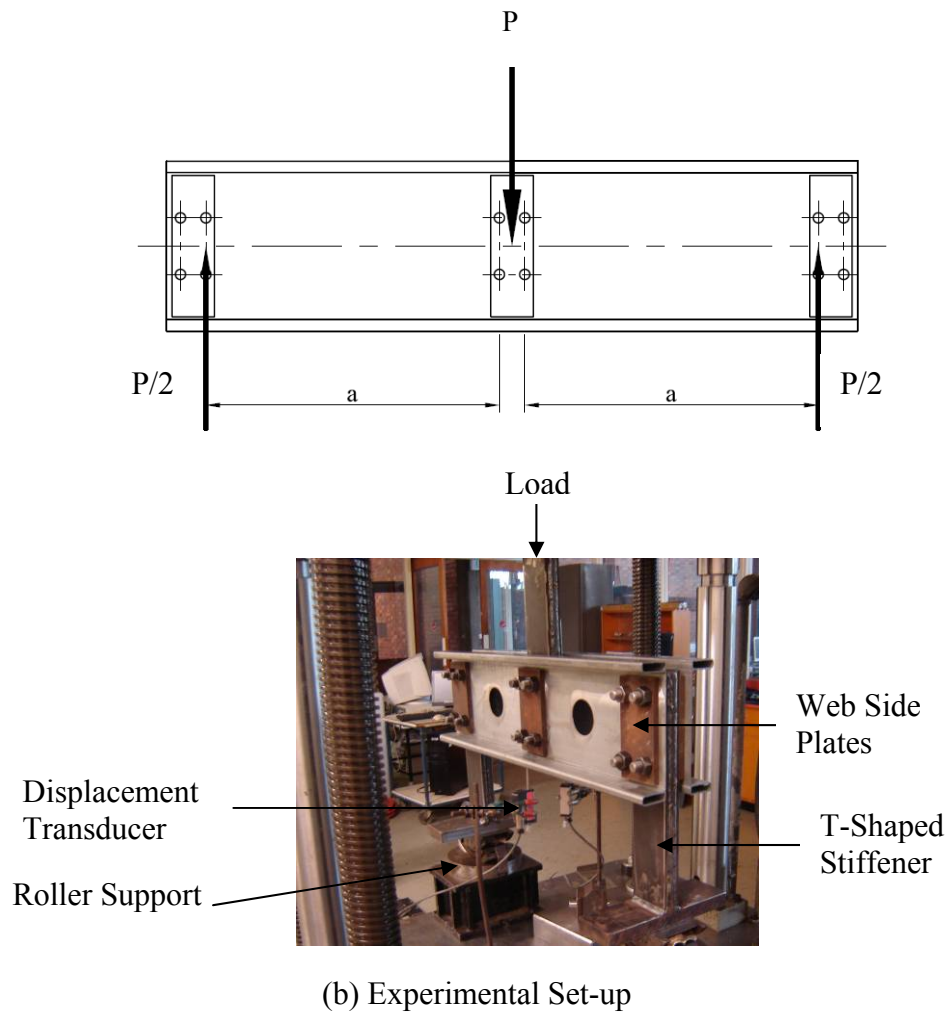 P
P/2
a
a
P/2
Load
Web Side
Plates
Displacement
Transducer
T-Shaped
Stiffener
Roller Support
(b) Experimental Set-up